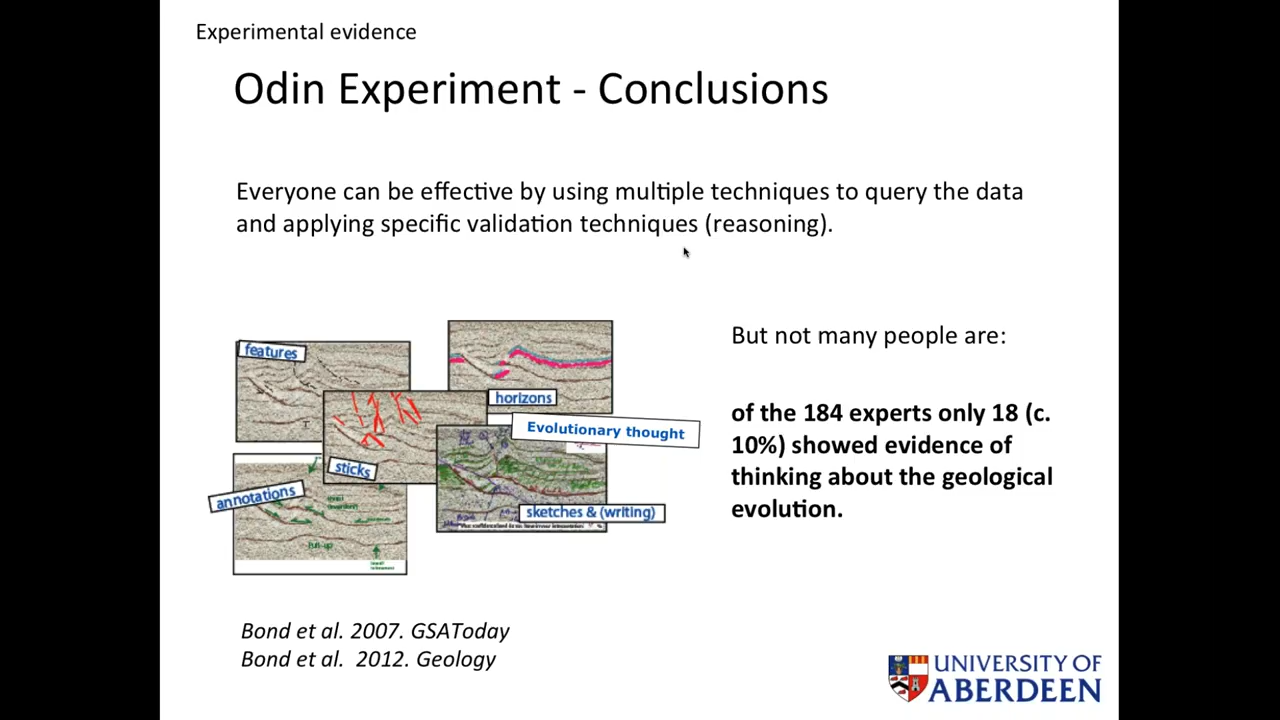 Experimental evidence
Odin Experiment - Conclusions
Everyone can be effective by using multiple techniques to query the data
and applying specific validation techniques (reasoning).
But not many people are:
of the 184 experts only 18 (c.
10%) showed evidence of
thinking about the geological
evolution.
features
horizons
Evolutionary thought
sticks
annotations
sketches & (writing)
Bond et al. 2007. GSAToday
Bond et al.  2012. Geology
UNIVERSITY OF
ABERDEEN